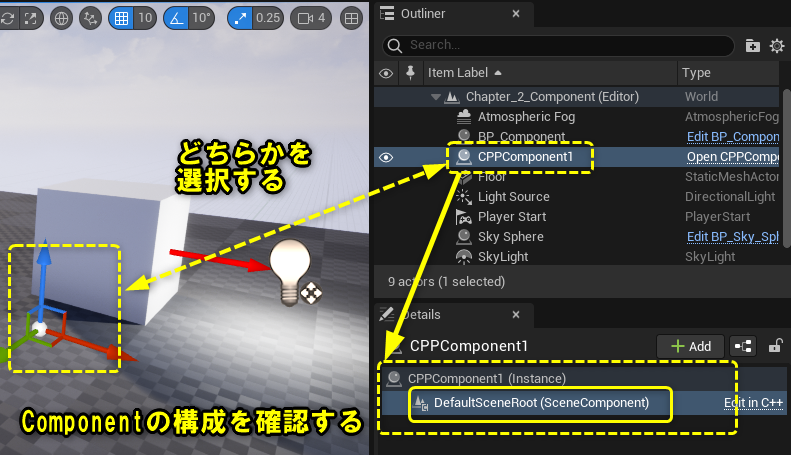 10
10°
0.25
4
どちらかを
選択する
Componentの構成を確認する
Outliner
Search...
Item Label
Type
Chapter_2_Component (Editor)
World
Atmospheric Fog
AtmosphericFog
BP_Component
Edit BP_Compon
CPPComponent1
Open CPPCompo
Floor
StaticMeshActor
Light Source
DirectionalLight
Player Start
PlayerStart
Sky Sphere
Edit BP_Sky_Sph
SkyLight
SkyLight
9 actors (1 selected)
Details
CPPComponent1
Add
CPPComponent1 (Instance)
DefaultSceneRoot (SceneComponent)
Edit in C++